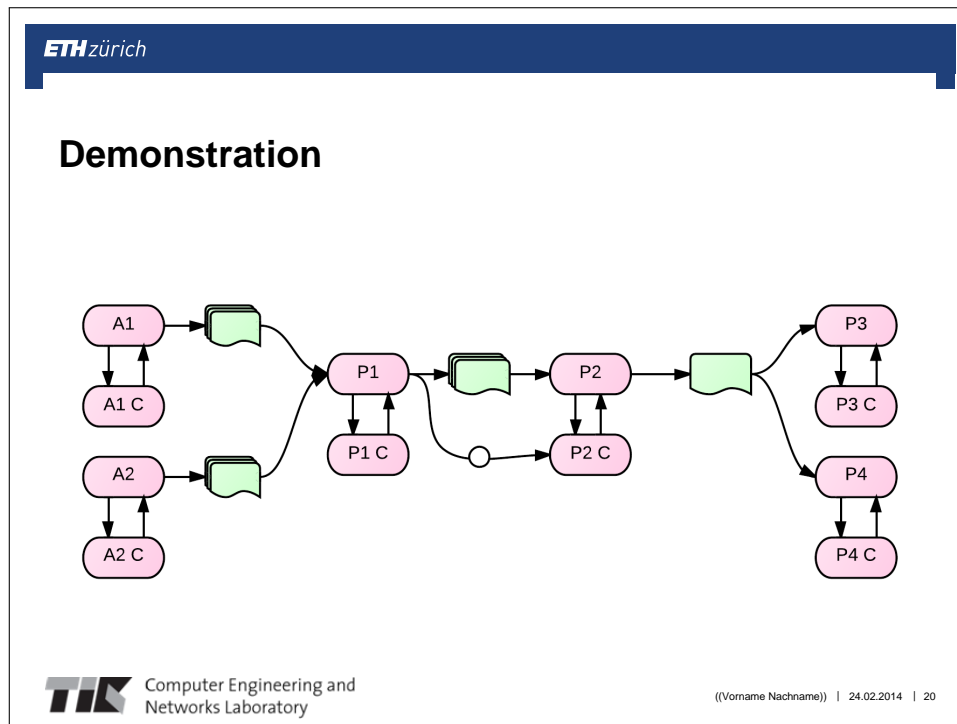 ETH zürich
Demonstration
A1
A1 C
A2
A2 C
P1
P1 C
P2
P2 C
P3
P3 C
P4
P4 C
TIK
Computer Engineering and
Networks Laboratory
((Vorname Nachname)) | 24.02.2014 | 20